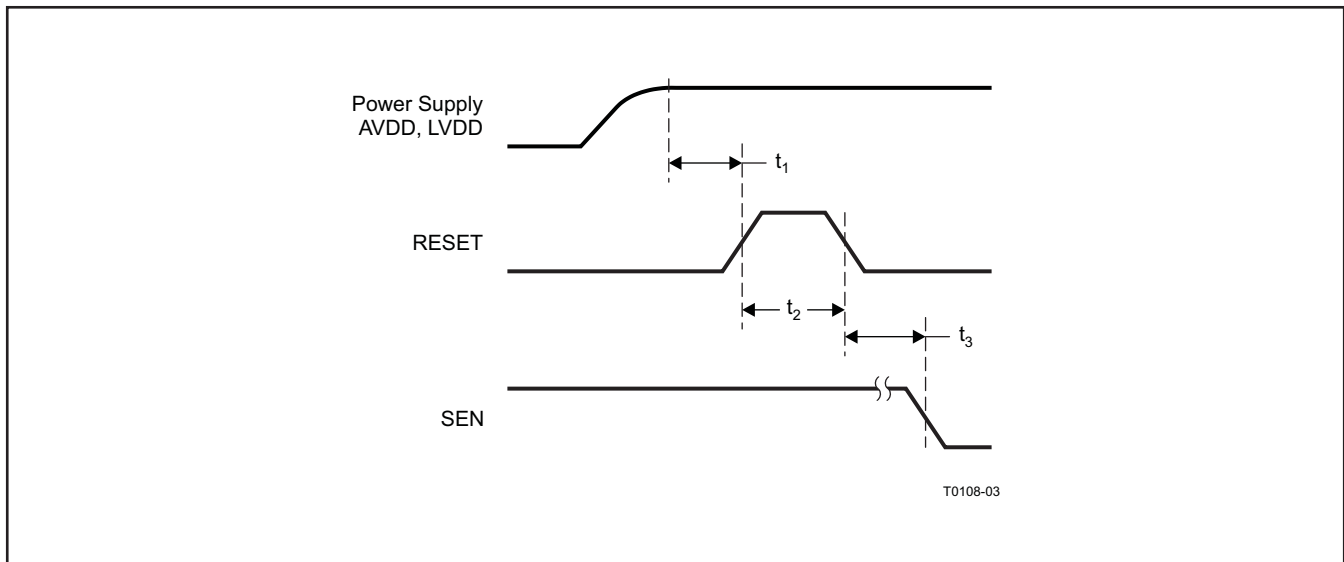 Power Supply
AVDD, LVDD
t1
RESET
t2
t3
SEN
T0108-03